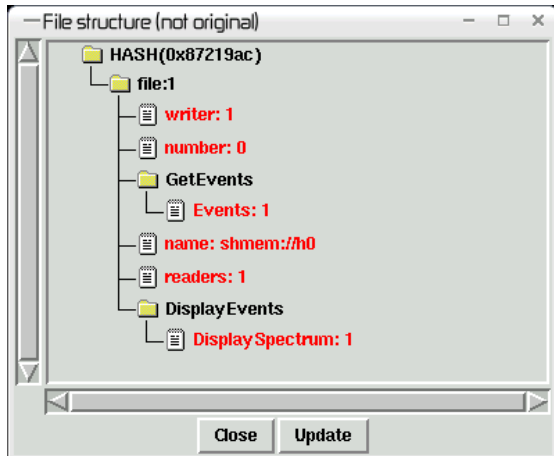 File structure (not original)
HASH(0x87219ac)
file:1
writer: 1
number: 0
GetEvents
Events: 1
name: shmem://h0
readers: 1
DisplayEvents
DisplaySpectrum: 1
Close Update